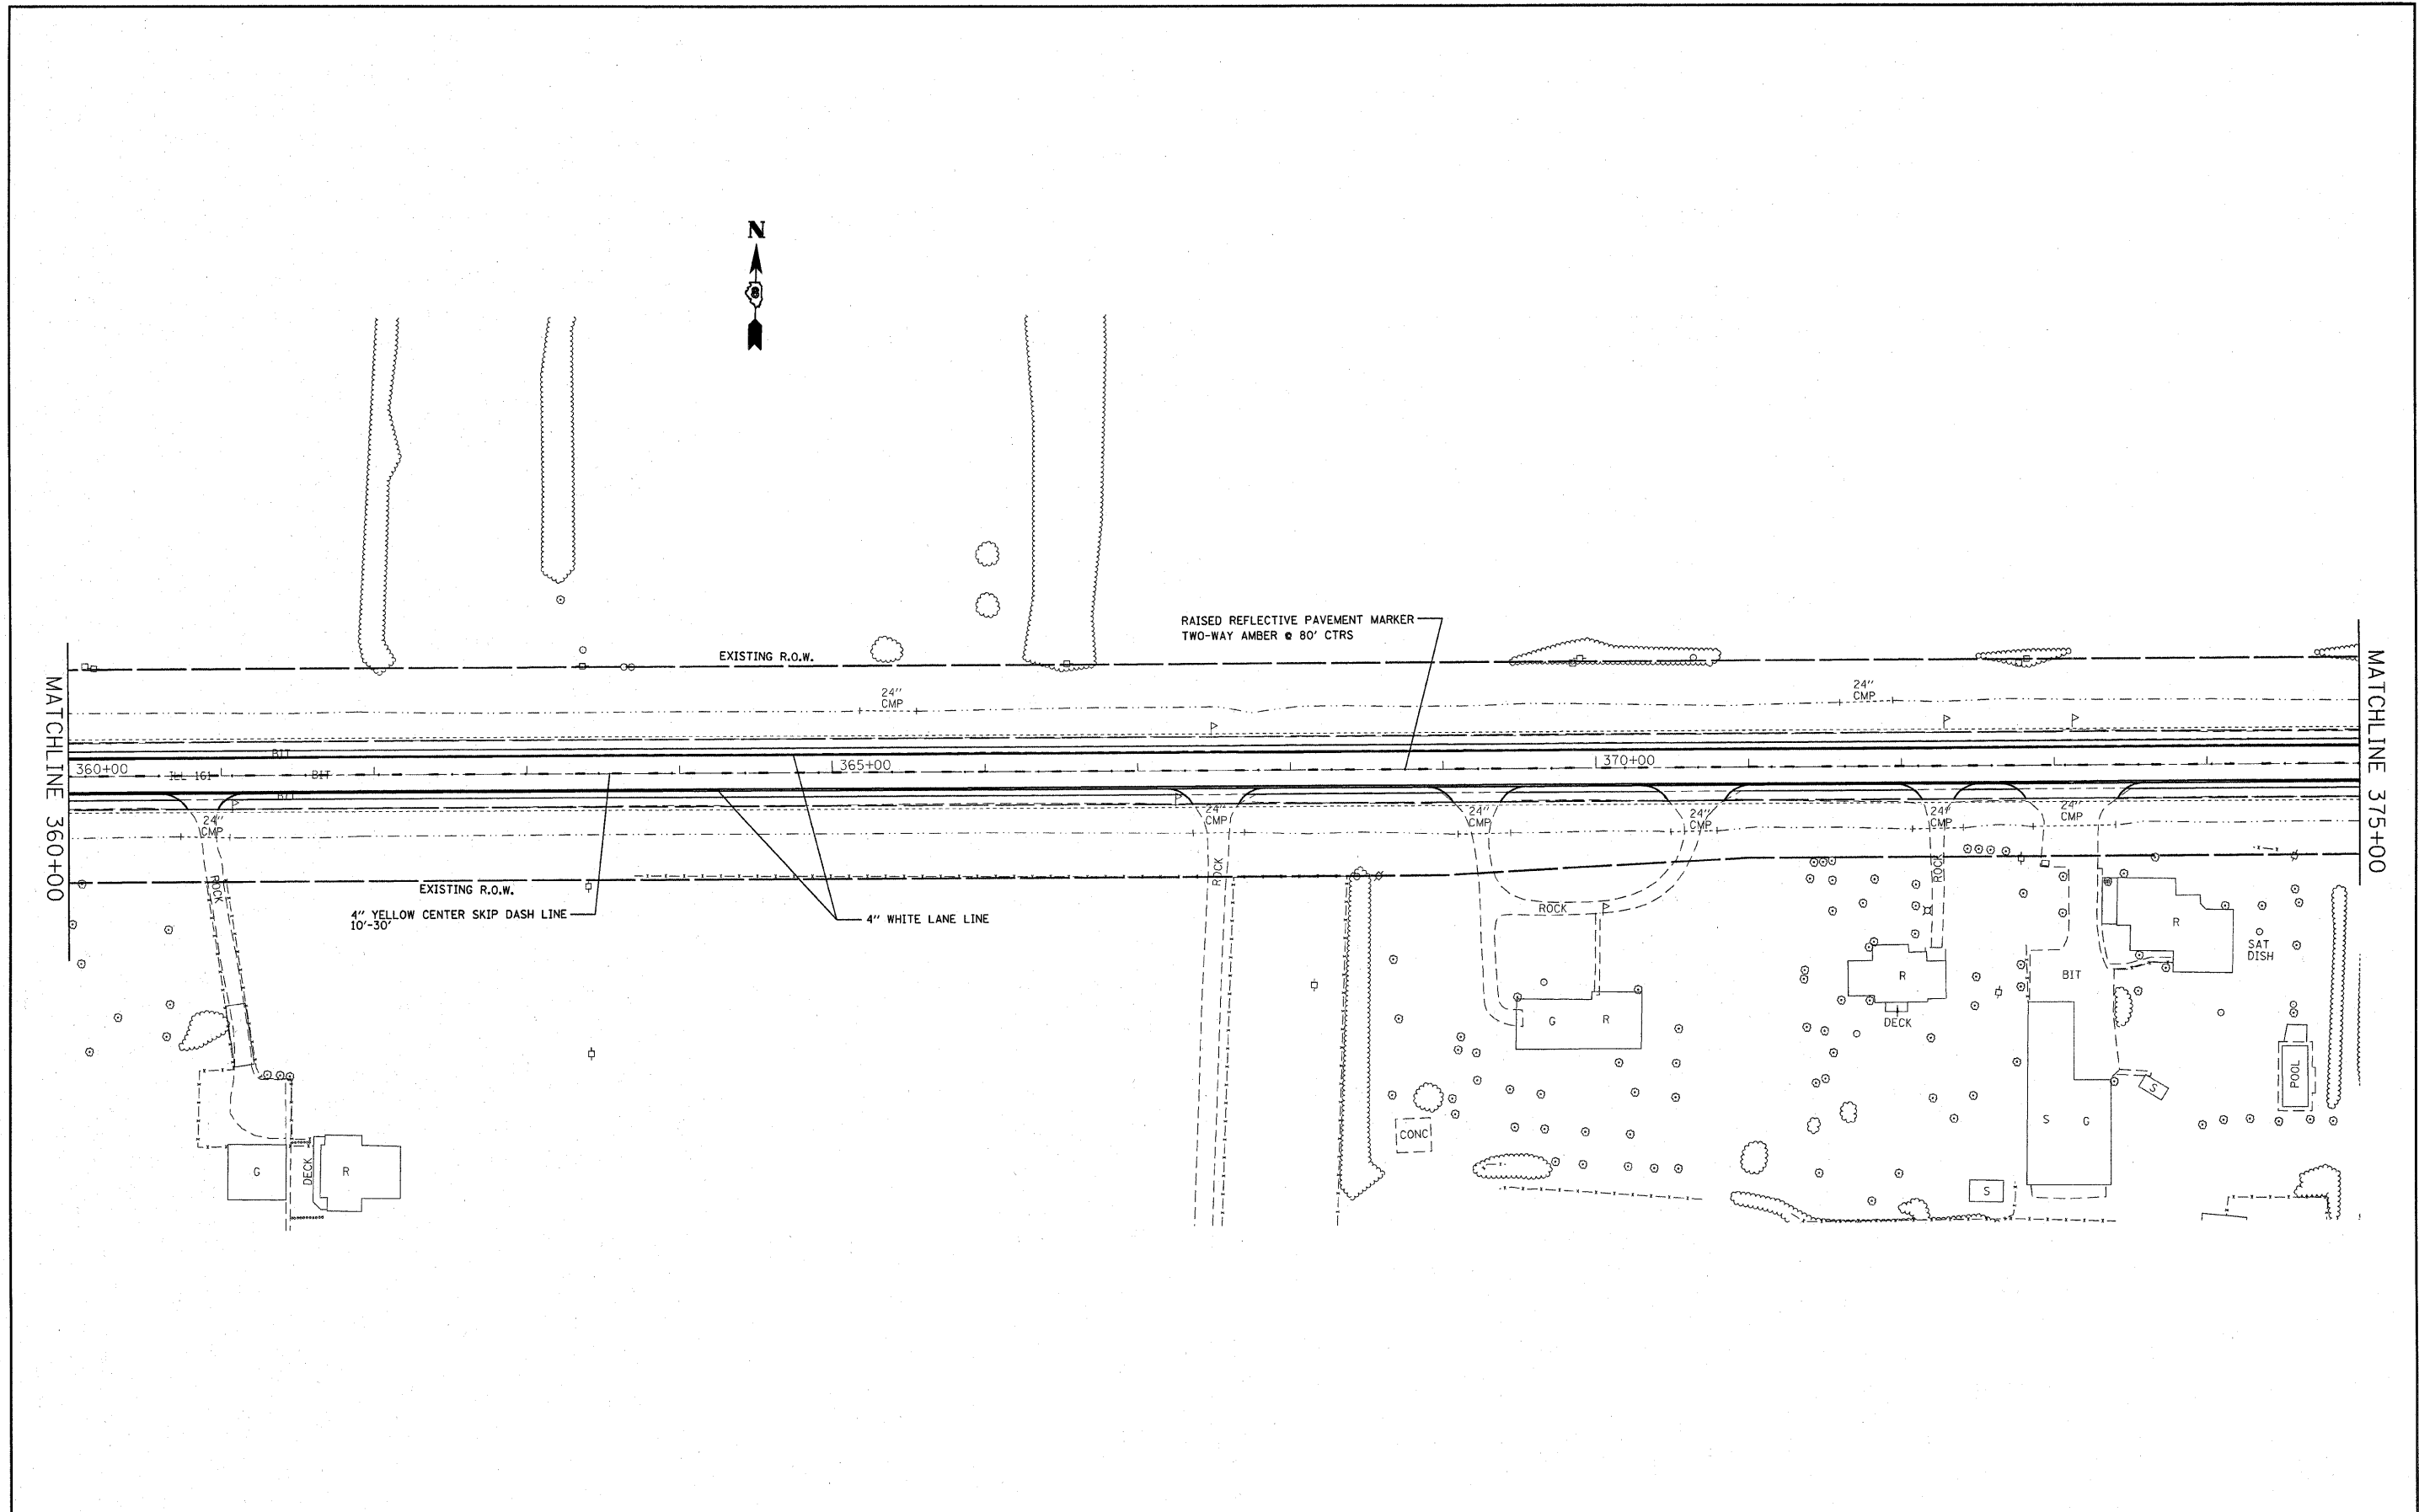 N
8
RAISED REFLECTIVE PAVEMENT MARKER
TWO-WAY AMBER @ 80' CTRS
EXISTING R.O.W.
MATCHLINE 360+00
MATCHLINE 375+00
24"
CMP
24"
CMP
BIT
360+00
ILL 161
BIT
365+00
370+00
BIT
24"
CMP
24"
CMP
24"
CMP
24"
CMP
24"
CMP
24"
CMP
ROCK
ROCK
ROCK
EXISTING R.O.W.
4" YELLOW CENTER SKIP DASH LINE
10'-30'
4" WHITE LANE LINE
ROCK
R
SAT
DISH
R
BIT
DECK
G
R
POOL
S
S
G
CONC
G
DECK
R
S